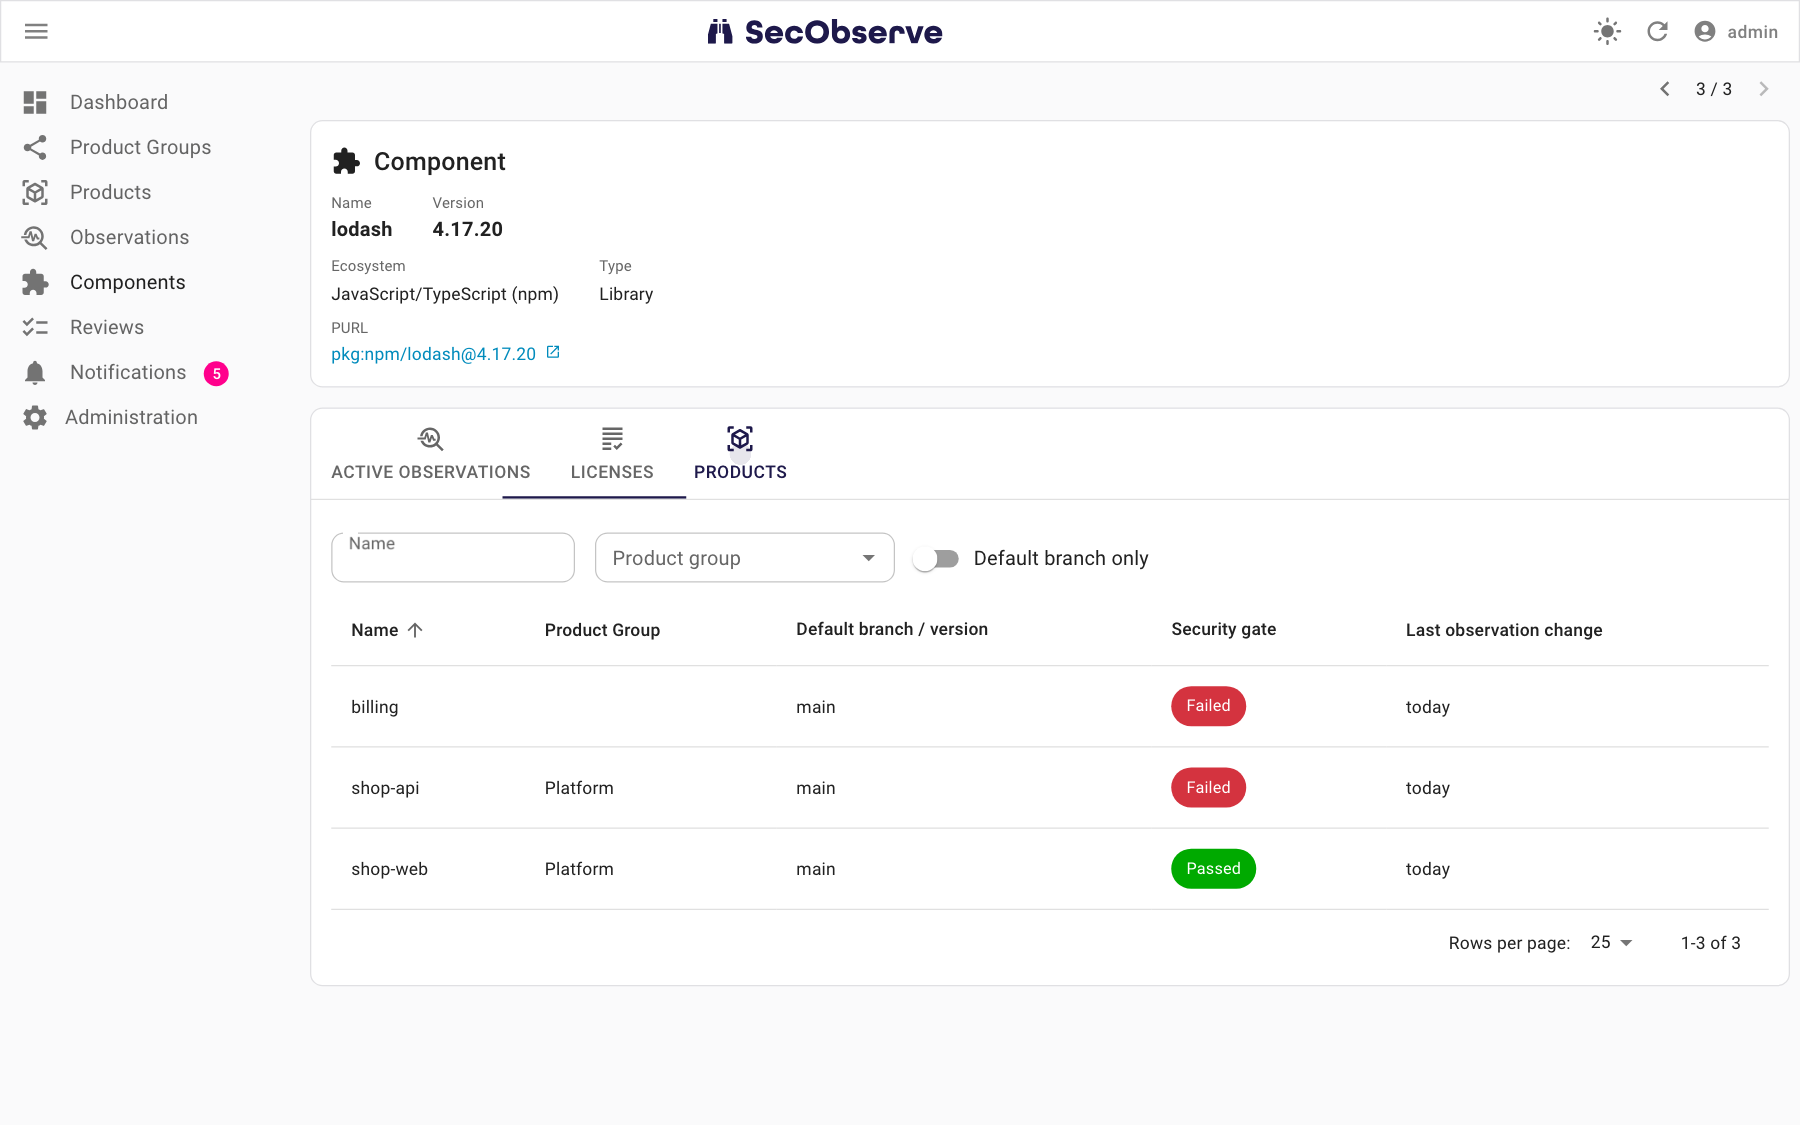 SecObserve
admin
Dashboard
Product Groups
Products
Observations
Components
Reviews
Notifications 5
Administration
3 / 3
Component
Name Version
lodash 4.17.20
Ecosystem Type
JavaScript/TypeScript (npm) Library
PURL
pkg:npm/lodash@4.17.20
ACTIVE OBSERVATIONS LICENSES PRODUCTS
Name Product group Default branch only
Name Product Group Default branch / version Security gate Last observation change
billing main Failed today
shop-api Platform main Failed today
shop-web Platform main Passed today
Rows per page: 25 1-3 of 3